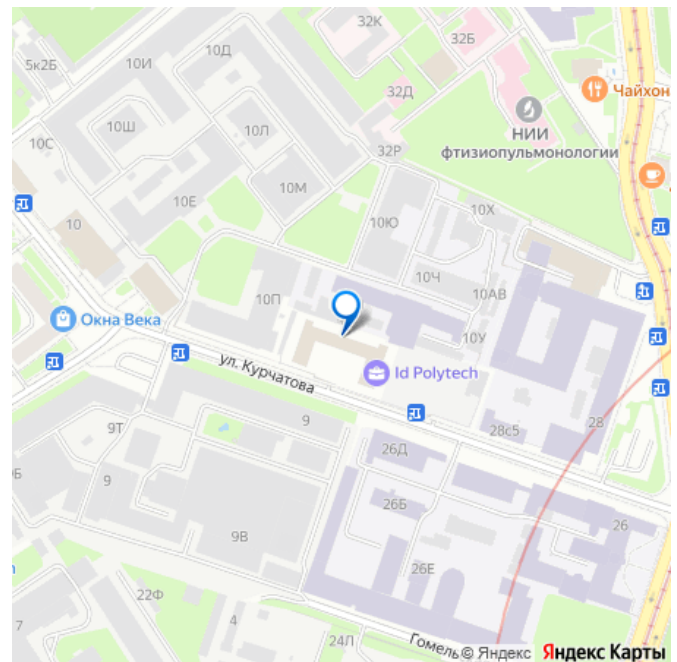 32К
32Б
10Д
10И
5к2Б
32Д
Чайхон
10Ш
10Л
НИИ
фтизиопульмонологии
10С
32Р
10М
10Е
10Ю
10Х
10
10Ч
10АВ
10П
Окна Века
10У
Id Polytech
ул. Курчатова
9
9Т
28с5
28
26Д
9
26Б
26
9В
26Е
22Ф
7
4
24Л
Гомель
© Яндекс
Яндекс Карты